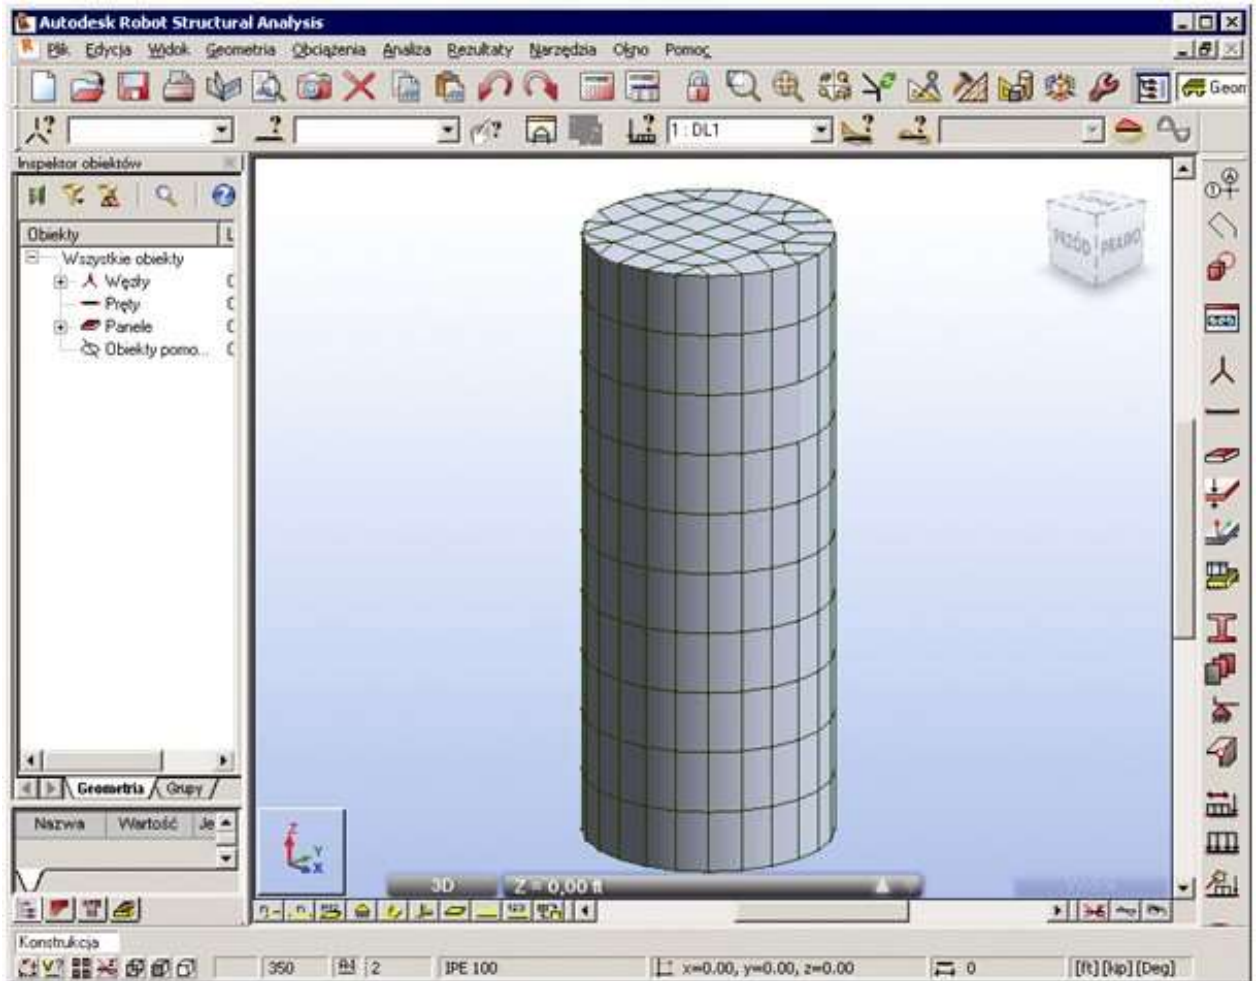 Autodesk Robot Structural Analysis
Plik Edycja Widok Geometria Obciążenia Analiza Rezultaty Narzędzia Okno Pomoc
Geom
1 : DL1
Inspektor obiektów
Obiekty L
Wszystkie obiekty
Węzły
Pręty
Panele
Obiekty pomo...
PRZÓD PRAWO
Geometria Grupy
Nazwa Wartość Je
Z
Y
X
3D Z = 0,00 ft
Konstrukcja
350 2 IPE 100 x=0.00, y=0.00, z=0.00 0 [ft] [kip] [Deg]